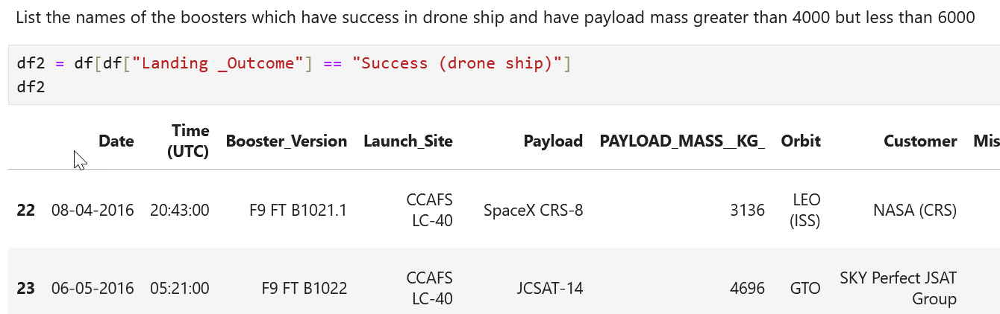 List the names of the boosters which have success in drone ship and have payload mass greater than 4000 but less than 6000
df2 = df[df["Landing _Outcome"] == "Success (drone ship)"]
df2
Date Time (UTC) Booster_Version Launch_Site Payload PAYLOAD_MASS__KG_ Orbit Customer Mis
22 08-04-2016 20:43:00 F9 FT B1021.1 CCAFS LC-40 SpaceX CRS-8 3136 LEO (ISS) NASA (CRS)
23 06-05-2016 05:21:00 F9 FT B1022 CCAFS LC-40 JCSAT-14 4696 GTO SKY Perfect JSAT Group